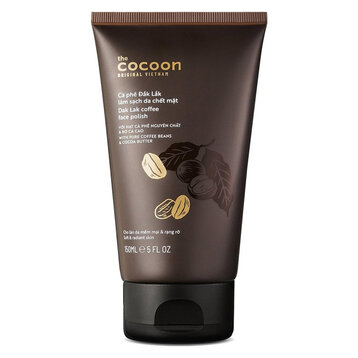 the
cocoon
ORIGINAL VIETNAM
Cà phê Đắk Lắk
làm sạch da chết mặt
Dak Lak coffee
face polish
VỚI HẠT CÀ PHÊ NGUYÊN CHẤT
& BƠ CA CAO
WITH PURE COFFEE BEANS
& COCOA BUTTER
Cho làn da mềm mại & rạng rỡ
Soft & radiant skin
150ML ℮ 5 FL OZ